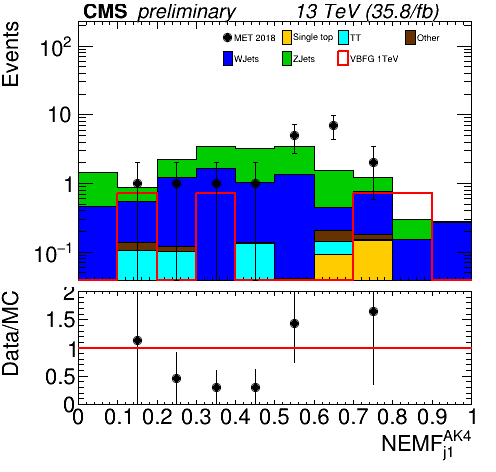 CMS preliminary 13 TeV (35.8/fb)
Events
MET 2018 Single top TT Other
WJets ZJets VBFG 1TeV
10²
10
1
10⁻¹
Data/MC
2
1.5
1
0.5
0
0 0.1 0.2 0.3 0.4 0.5 0.6 0.7 0.8 0.9 1
NEMF_{j1}^{AK4}